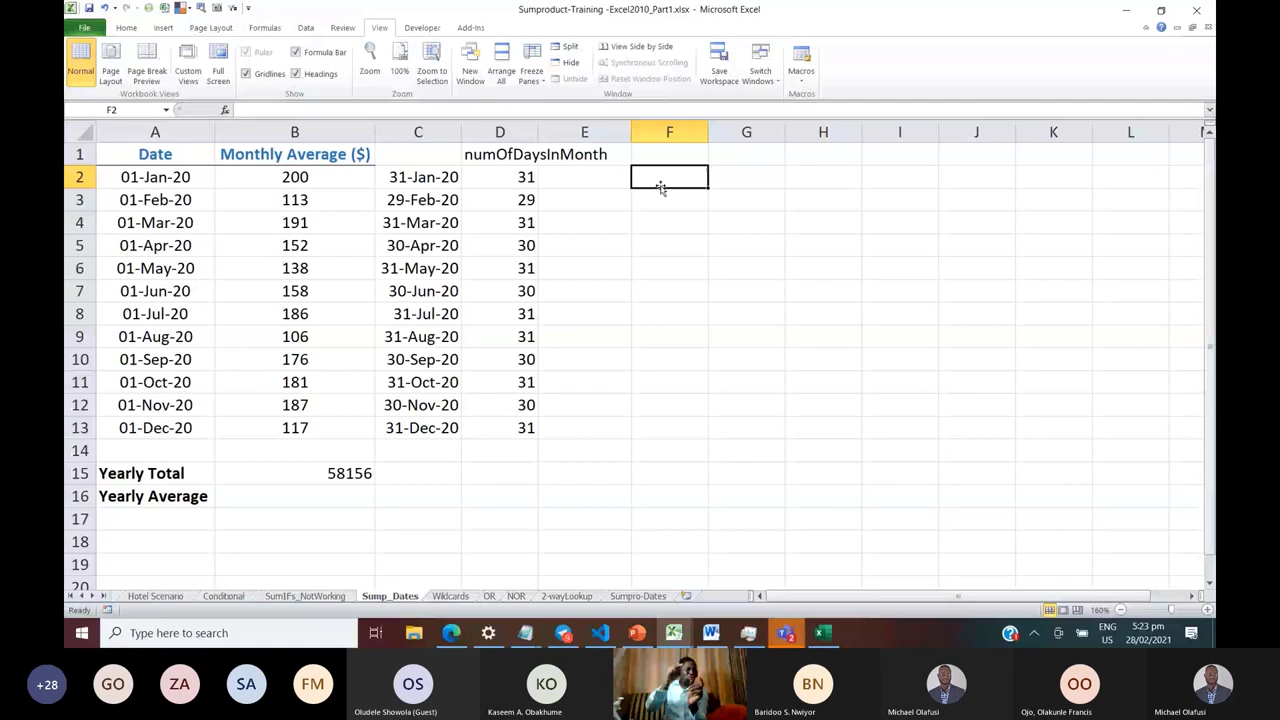 Sumproduct-Training -Excel2010_Part1.xlsx - Microsoft Excel
File Home Insert Page Layout Formulas Data Review View Developer Add-Ins
Normal Page Layout Page Break Preview Custom Views Full Screen
Ruler Formula Bar
Gridlines Headings
Zoom 100% Zoom to Selection
New Window Arrange All Freeze Panes
Split Hide Unhide
View Side by Side
Synchronous Scrolling
Reset Window Position
Save Workspace Switch Windows Macros
Workbook Views Show Zoom Window Macros
F2 fx
A B C D E F G H I J K L
1 Date Monthly Average ($) numOfDaysInMonth
2 01-Jan-20 200 31-Jan-20 31
3 01-Feb-20 113 29-Feb-20 29
4 01-Mar-20 191 31-Mar-20 31
5 01-Apr-20 152 30-Apr-20 30
6 01-May-20 138 31-May-20 31
7 01-Jun-20 158 30-Jun-20 30
8 01-Jul-20 186 31-Jul-20 31
9 01-Aug-20 106 31-Aug-20 31
10 01-Sep-20 176 30-Sep-20 30
11 01-Oct-20 181 31-Oct-20 31
12 01-Nov-20 187 30-Nov-20 30
13 01-Dec-20 117 31-Dec-20 31
14
15 Yearly Total 58156
16 Yearly Average
17
18
19
20
Hotel Scenario Conditional SumIFs_NotWorking Sump_Dates Wildcards OR NOR 2-wayLookup Sumpro-Dates
Ready 160%
Type here to search
ENG US
5:23 pm
28/02/2021
+28 GO ZA SA FM OS KO BN OO
Oludele Showola (Guest) Kaseem A. Obakhume Baridoo S. Nwiyor Michael Olafusi Ojo, Olakunle Francis Michael Olafusi